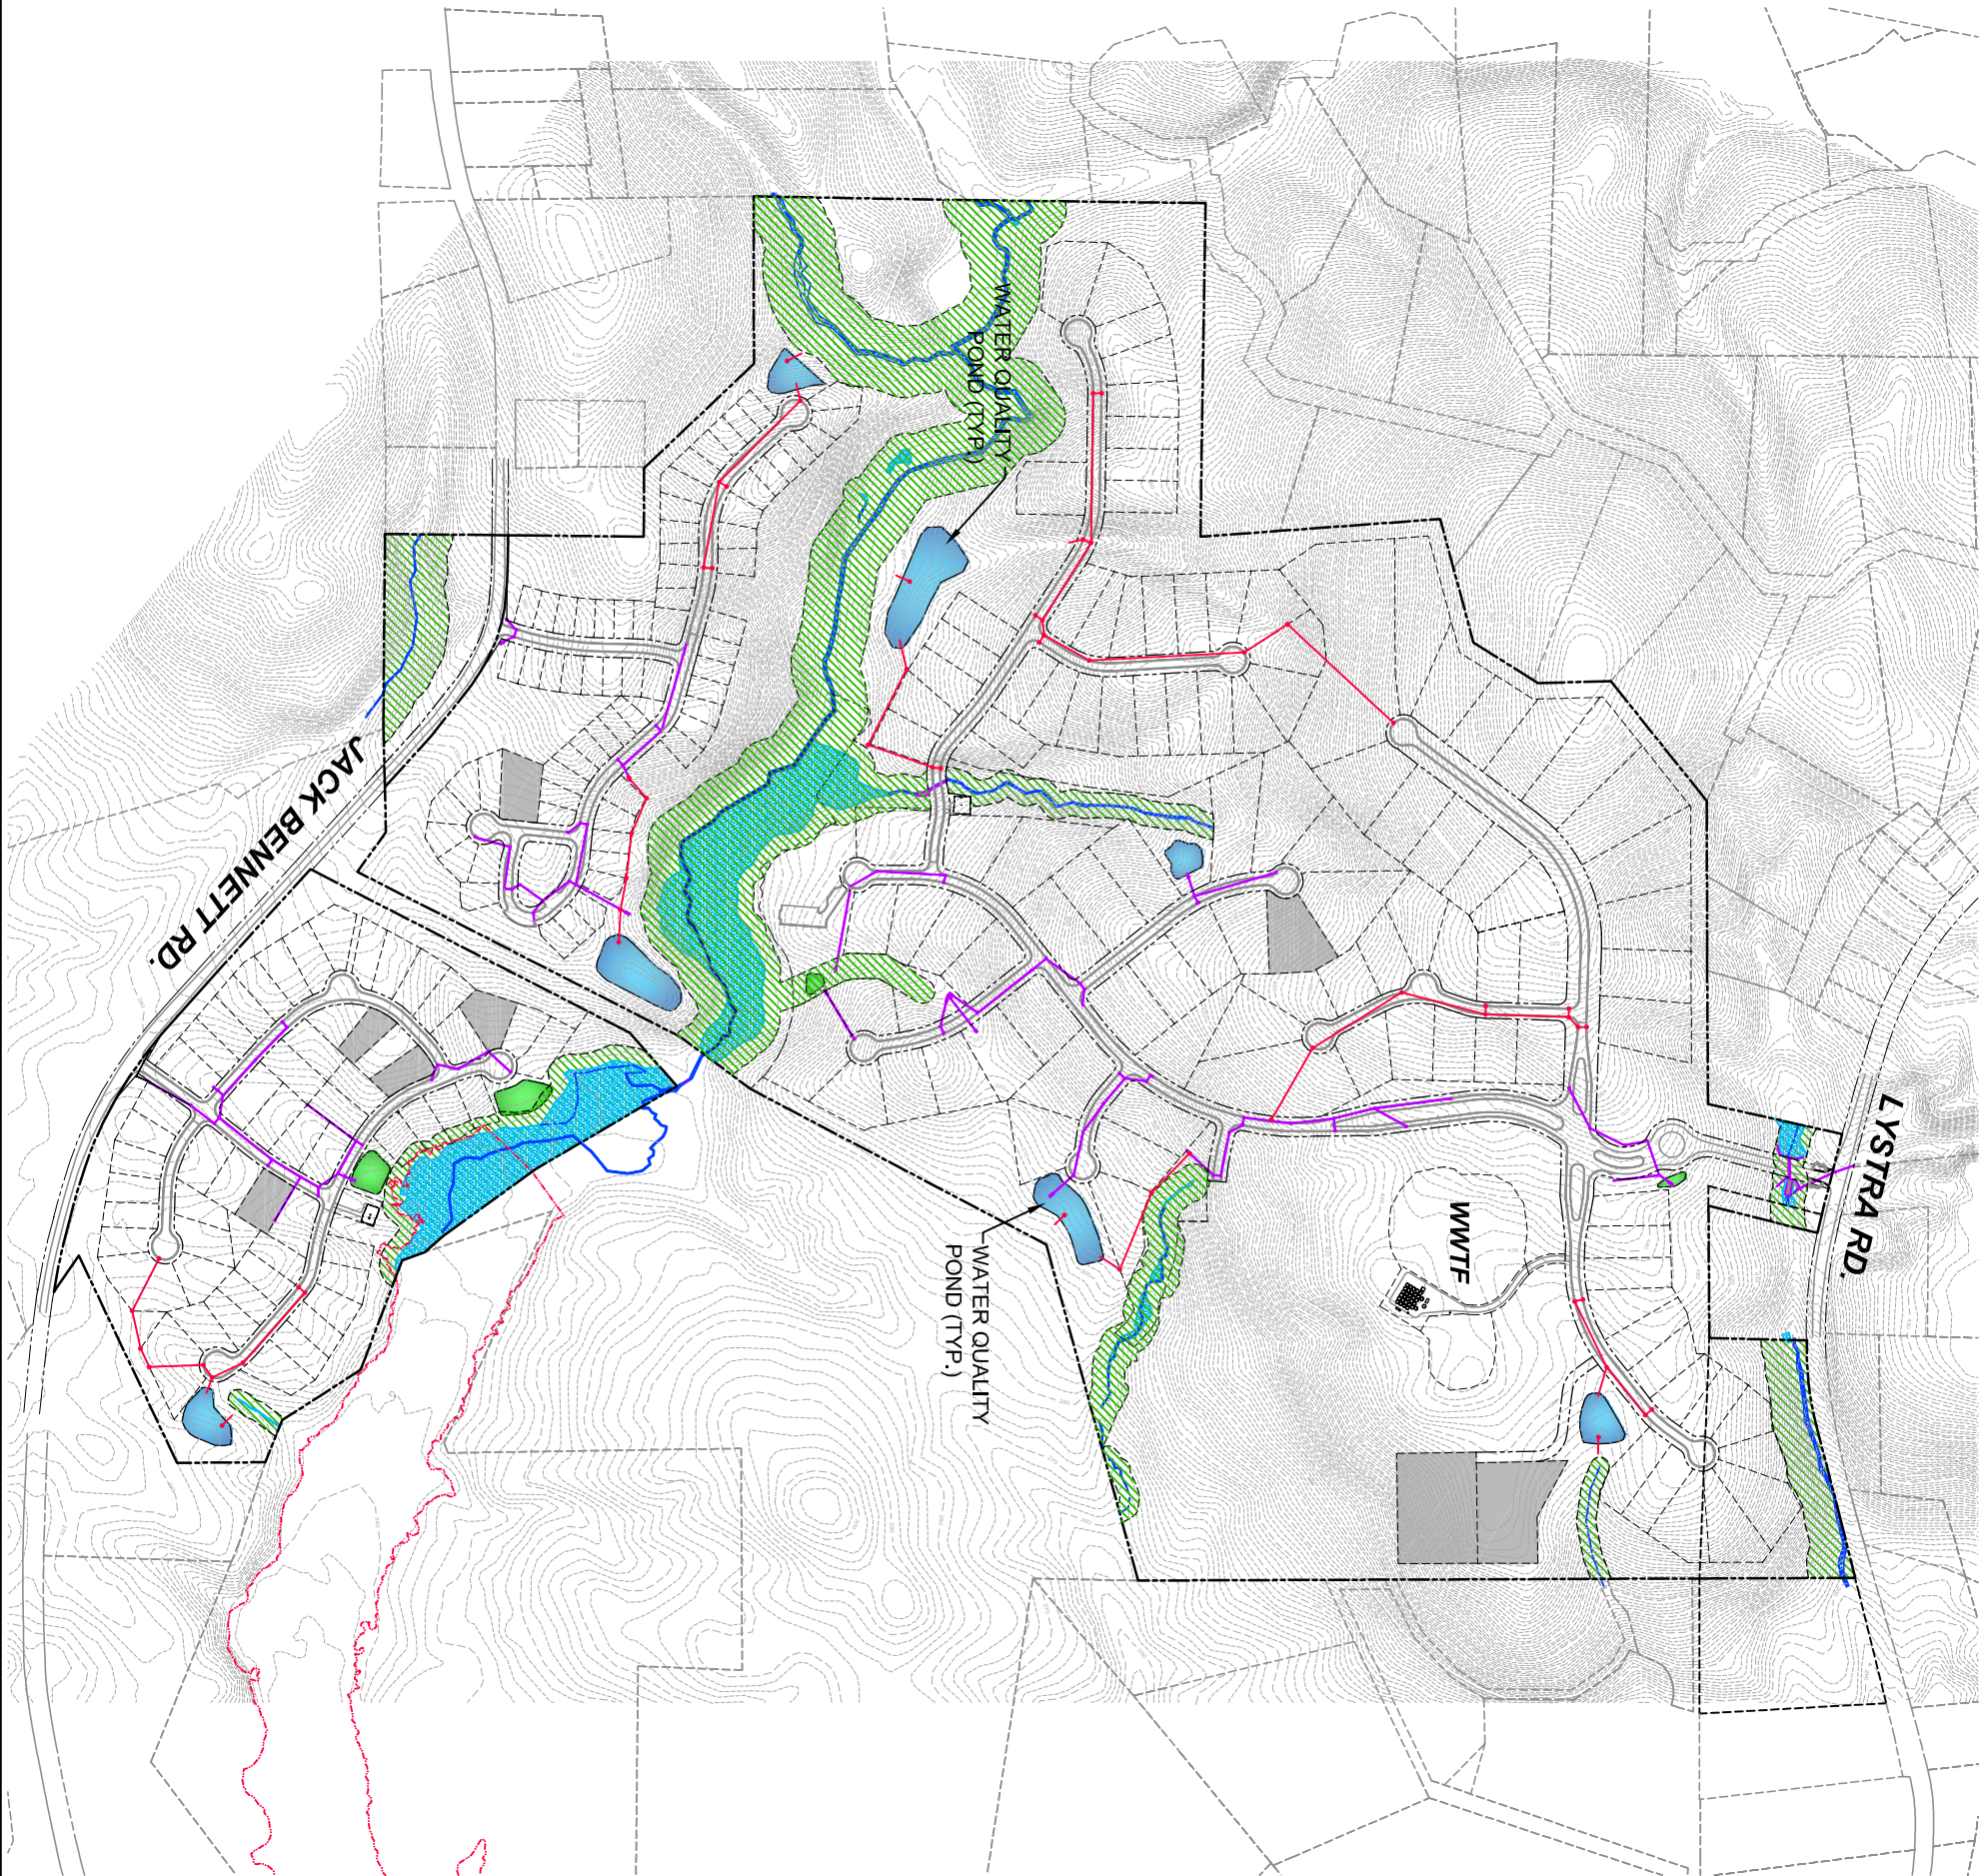 WATER QUALITY
POND (TYP.)
JACK BENNETT RD.
LYSTRA RD.
WWTF
WATER QUALITY
POND (TYP.)